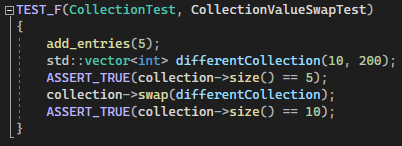 TEST_F(CollectionTest, CollectionValueSwapTest)
{
    add_entries(5);
    std::vector<int> differentCollection(10, 200);
    ASSERT_TRUE(collection->size() == 5);
    collection->swap(differentCollection);
    ASSERT_TRUE(collection->size() == 10);
}